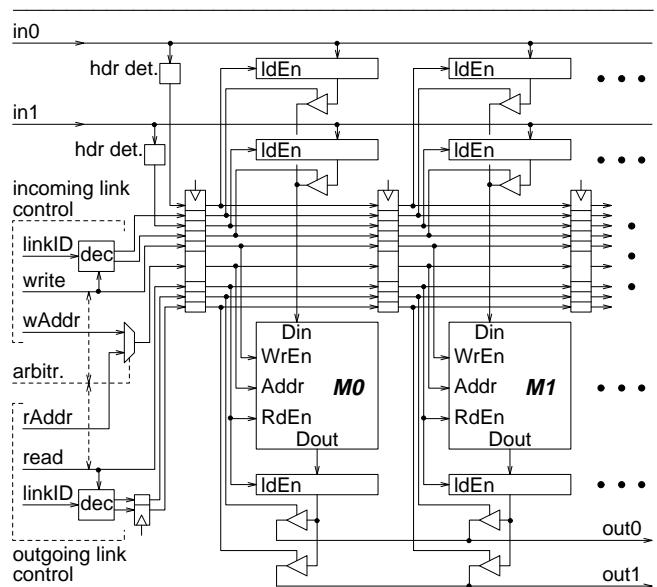 in0
hdr det.
ldEn
ldEn
in1
hdr det.
ldEn
ldEn
incoming link
control
linkID
dec
write
wAddr
Din
Din
WrEn
WrEn
arbitr.
Addr
M0
Addr
M1
rAddr
RdEn
RdEn
Dout
Dout
read
linkID
dec
ldEn
ldEn
out0
outgoing link
control
out1